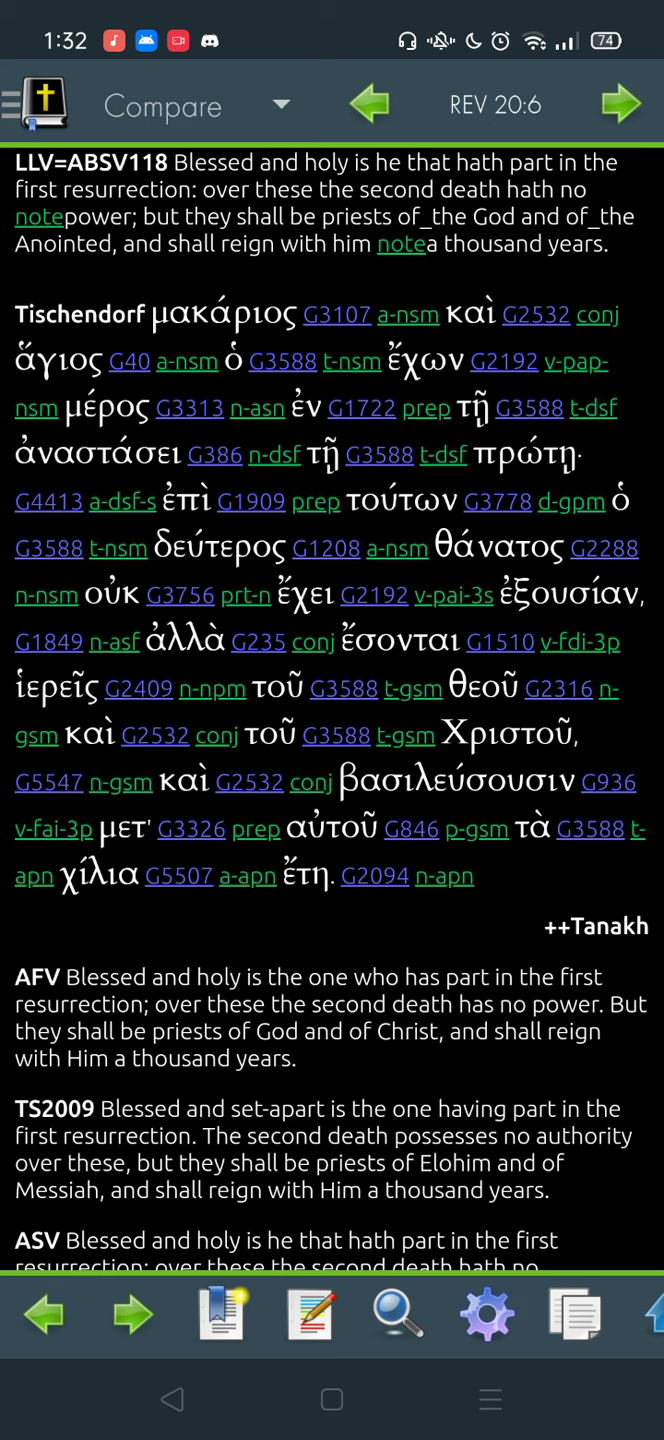 1:32
74
Compare
REV 20:6
LLV=ABSV118 Blessed and holy is he that hath part in the
first resurrection: over these the second death hath no
notepower; but they shall be priests of_the God and of_the
Anointed, and shall reign with him notea thousand years.
Tischendorf μακάριος G3107 a-nsm καὶ G2532 conj
ἅγιος G40 a-nsm ὁ G3588 t-nsm ἔχων G2192 v-pap-
nsm μέρος G3313 n-asn ἐν G1722 prep τῇ G3588 t-dsf
ἀναστάσει G386 n-dsf τῇ G3588 t-dsf πρώτῃ·
G4413 a-dsf-s ἐπὶ G1909 prep τούτων G3778 d-gpm ὁ
G3588 t-nsm δεύτερος G1208 a-nsm θάνατος G2288
n-nsm οὐκ G3756 prt-n ἔχει G2192 v-pai-3s ἐξουσίαν,
G1849 n-asf ἀλλὰ G235 conj ἔσονται G1510 v-fdi-3p
ἱερεῖς G2409 n-npm τοῦ G3588 t-gsm θεοῦ G2316 n-
gsm καὶ G2532 conj τοῦ G3588 t-gsm Χριστοῦ,
G5547 n-gsm καὶ G2532 conj βασιλεύσουσιν G936
v-fai-3p μετ' G3326 prep αὐτοῦ G846 p-gsm τὰ G3588 t-
apn χίλια G5507 a-apn ἔτη. G2094 n-apn
++Tanakh
AFV Blessed and holy is the one who has part in the first
resurrection; over these the second death has no power. But
they shall be priests of God and of Christ, and shall reign
with Him a thousand years.
TS2009 Blessed and set-apart is the one having part in the
first resurrection. The second death possesses no authority
over these, but they shall be priests of Elohim and of
Messiah, and shall reign with Him a thousand years.
ASV Blessed and holy is he that hath part in the first
resurrection: over these the second death hath no